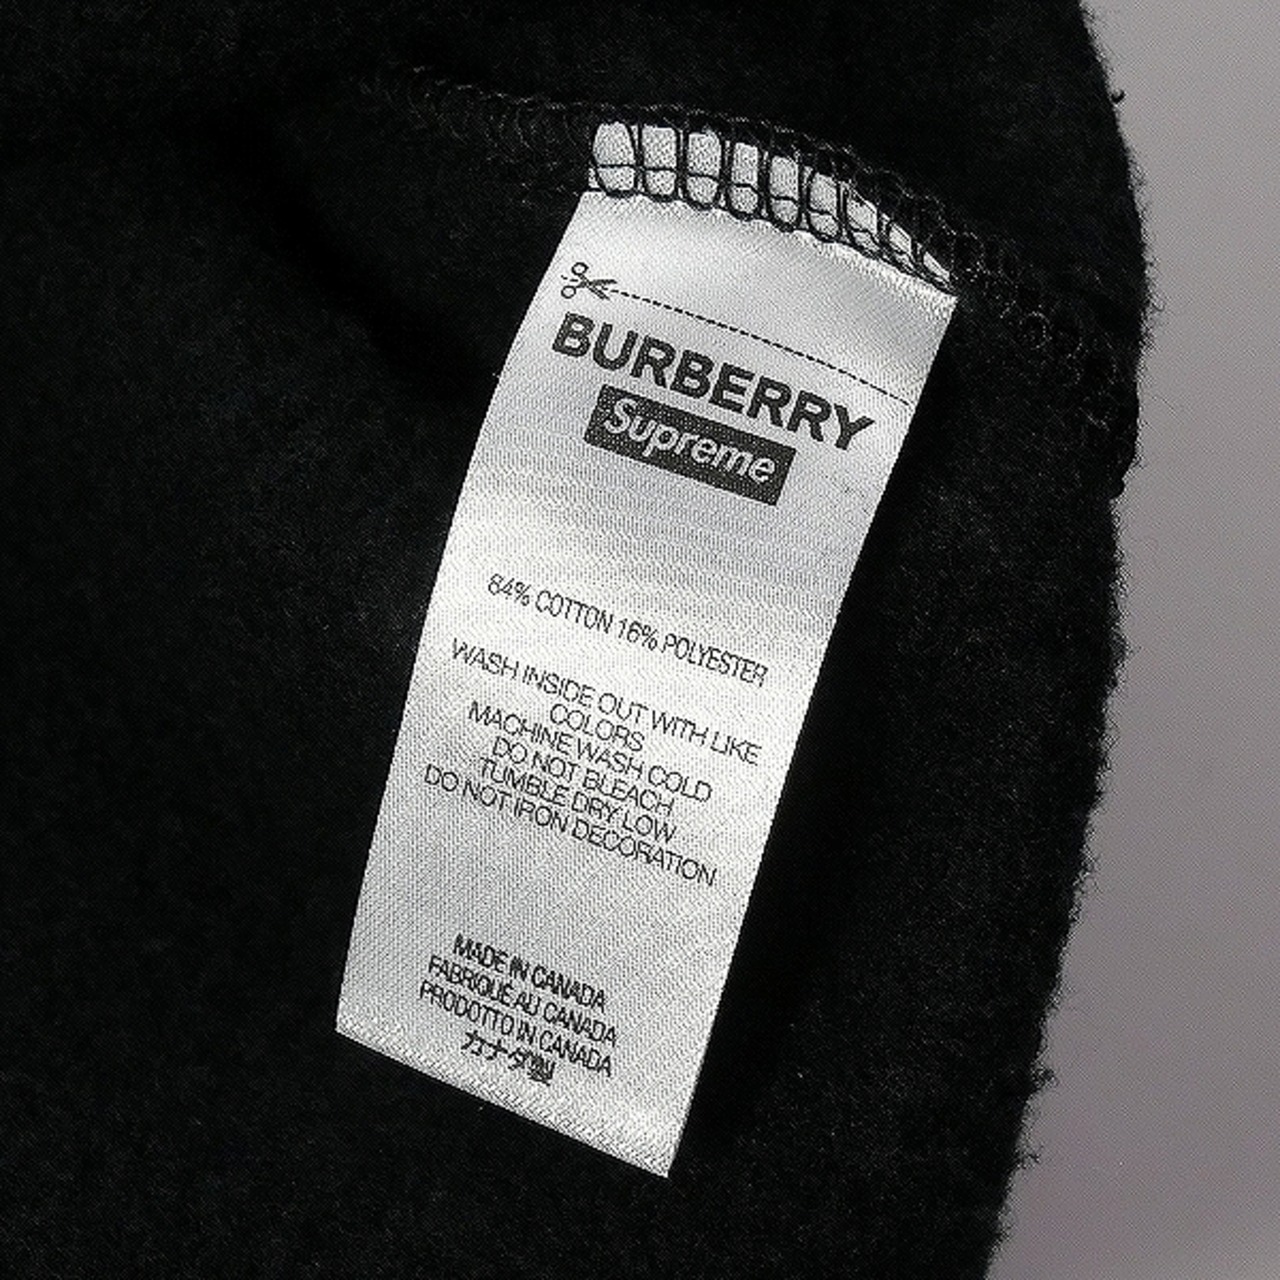 BURBERRY
Supreme
84% COTTON 16% POLYESTER
WASH INSIDE OUT WITH LIKE
COLORS
MACHINE WASH COLD
DO NOT BLEACH
TUMBLE DRY LOW
DO NOT IRON DECORATION
MADE IN CANADA
FABRIQUÉ AU CANADA
PRODOTTO IN CANADA
カナダ製